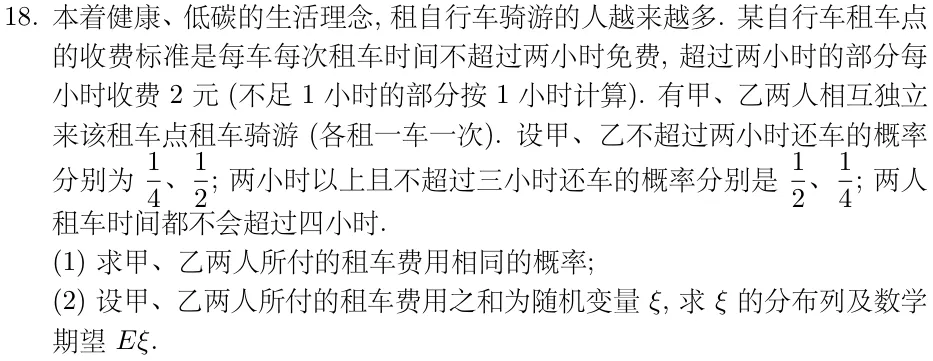 18. 本着健康、低碳的生活理念, 租自行车骑游的人越来越多. 某自行车租车点
的收费标准是每车每次租车时间不超过两小时免费, 超过两小时的部分每
小时收费 2 元 (不足 1 小时的部分按 1 小时计算). 有甲、乙两人相互独立
来该租车点租车骑游 (各租一车一次). 设甲、乙不超过两小时还车的概率
分别为 1/4、1/2; 两小时以上且不超过三小时还车的概率分别是 1/2、1/4; 两人
租车时间都不会超过四小时.
(1) 求甲、乙两人所付的租车费用相同的概率;
(2) 设甲、乙两人所付的租车费用之和为随机变量 ξ, 求 ξ 的分布列及数学
期望 Eξ.